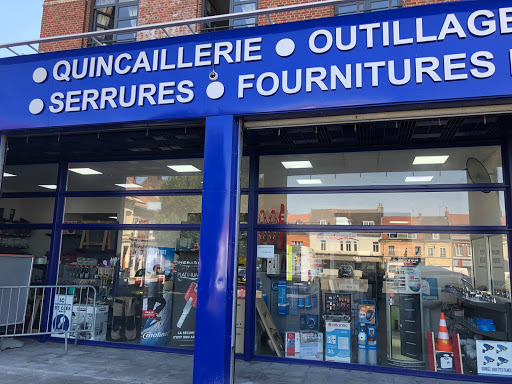 • QUINCAILLERIE • OUTILLAGE
• SERRURES • FOURNITURES